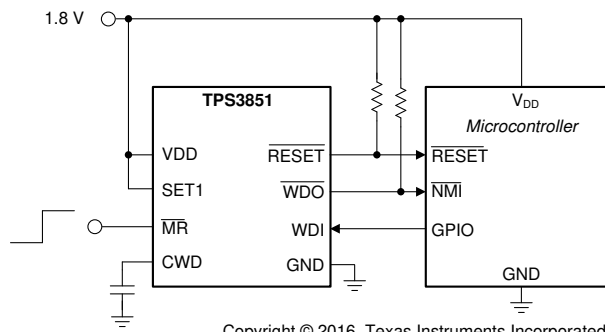 1.8 V
TPS3851
VDD
SET1
MR
CWD
RESET
WDO
WDI
GND
VDD
Microcontroller
RESET
NMI
GPIO
GND
Copyright © 2016, Texas Instruments Incorporated